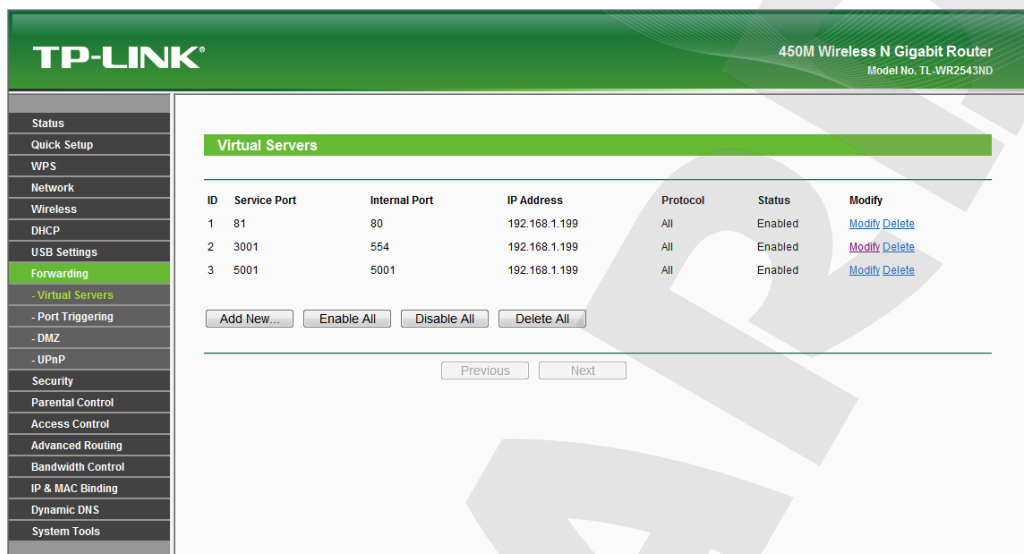 TP-LINK®
450M Wireless N Gigabit Router
Model No. TL-WR2543ND
Status
Quick Setup
WPS
Network
Wireless
DHCP
USB Settings
Forwarding
- Virtual Servers
- Port Triggering
- DMZ
- UPnP
Security
Parental Control
Access Control
Advanced Routing
Bandwidth Control
IP & MAC Binding
Dynamic DNS
System Tools
Virtual Servers
ID Service Port Internal Port IP Address Protocol Status Modify
1 81 80 192.168.1.199 All Enabled Modify Delete
2 3001 554 192.168.1.199 All Enabled Modify Delete
3 5001 5001 192.168.1.199 All Enabled Modify Delete
Add New... Enable All Disable All Delete All
Previous Next